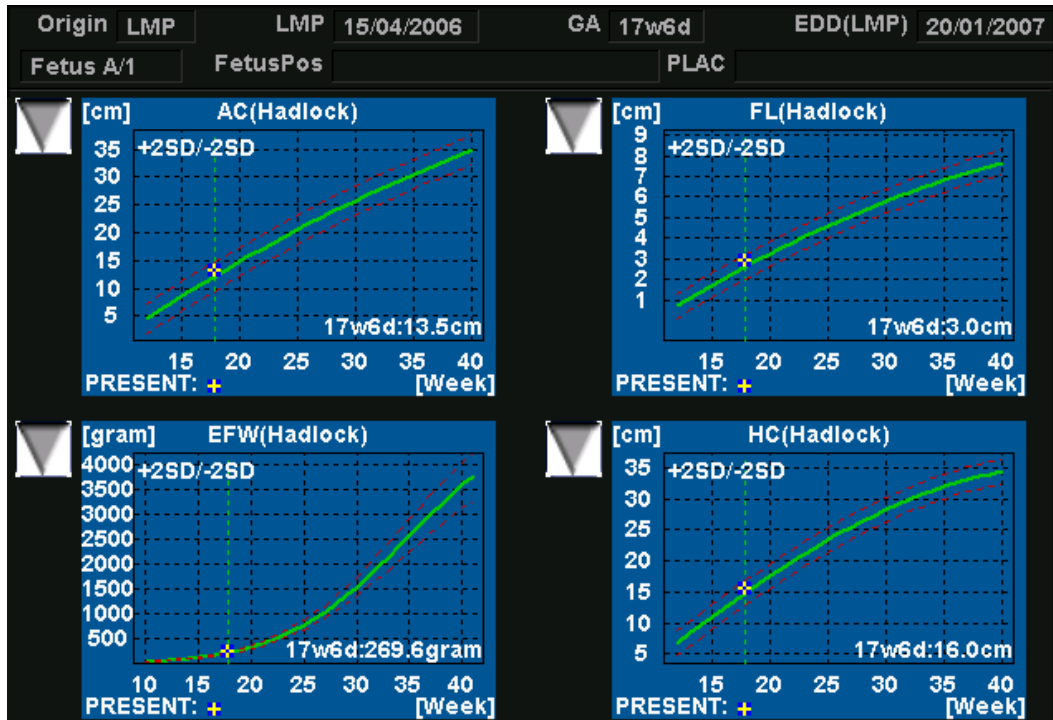 Origin LMP LMP 15/04/2006 GA 17w6d EDD(LMP) 20/01/2007
Fetus A/1 FetusPos PLAC
[cm] AC(Hadlock)
+2SD/-2SD
35
30
25
20
15
10
5
17w6d:13.5cm
15 20 25 30 35 40
PRESENT: [Week]
[cm] FL(Hadlock)
+2SD/-2SD
9
8
7
6
5
4
3
2
1
17w6d:3.0cm
15 20 25 30 35 40
PRESENT: [Week]
[gram] EFW(Hadlock)
+2SD/-2SD
4000
3500
3000
2500
2000
1500
1000
500
17w6d:269.6gram
10 15 20 25 30 35 40
PRESENT: [Week]
[cm] HC(Hadlock)
+2SD/-2SD
35
30
25
20
15
10
5
17w6d:16.0cm
15 20 25 30 35 40
PRESENT: [Week]